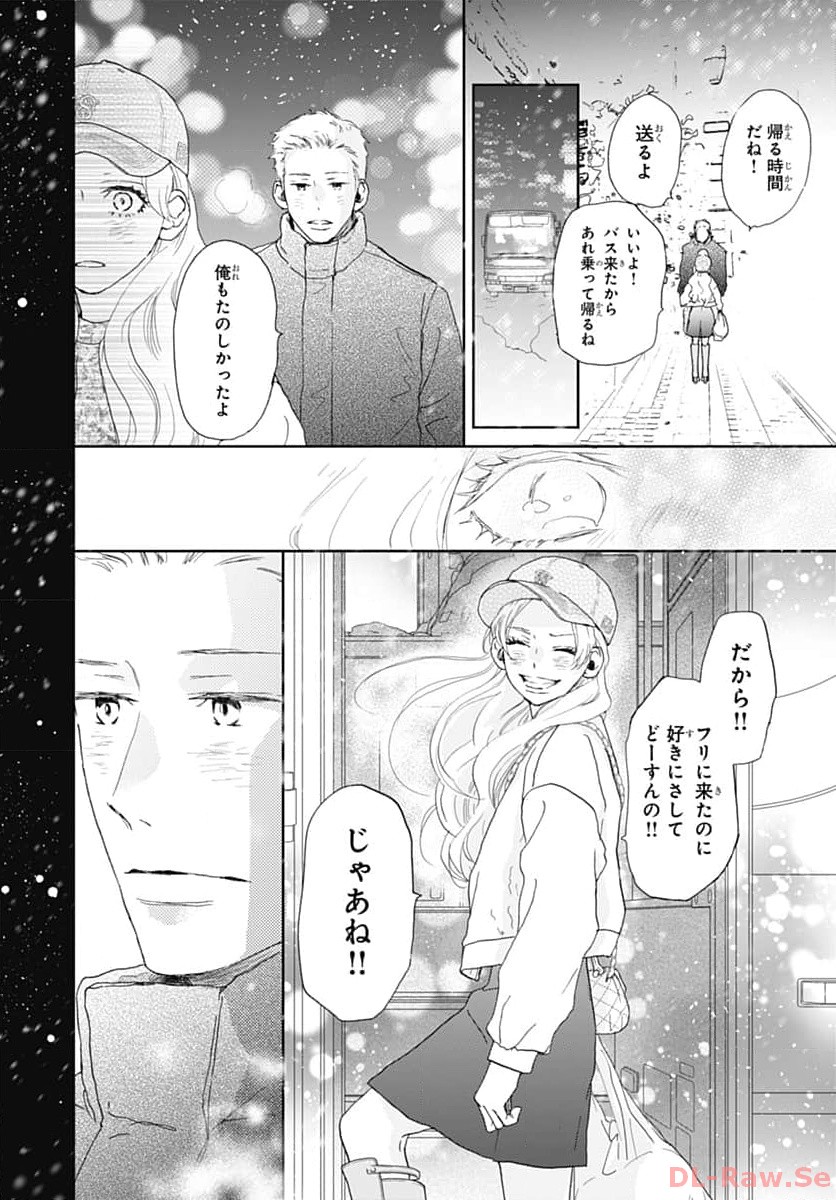 帰る時間
だね！
送るよ
いいよ！
バス来たから
あれ乗って帰るね
俺もたのしかったよ
だから!!
フリに来たのに
好きにさして
どーすんの!!
じゃあね!!
DL-Raw.Se